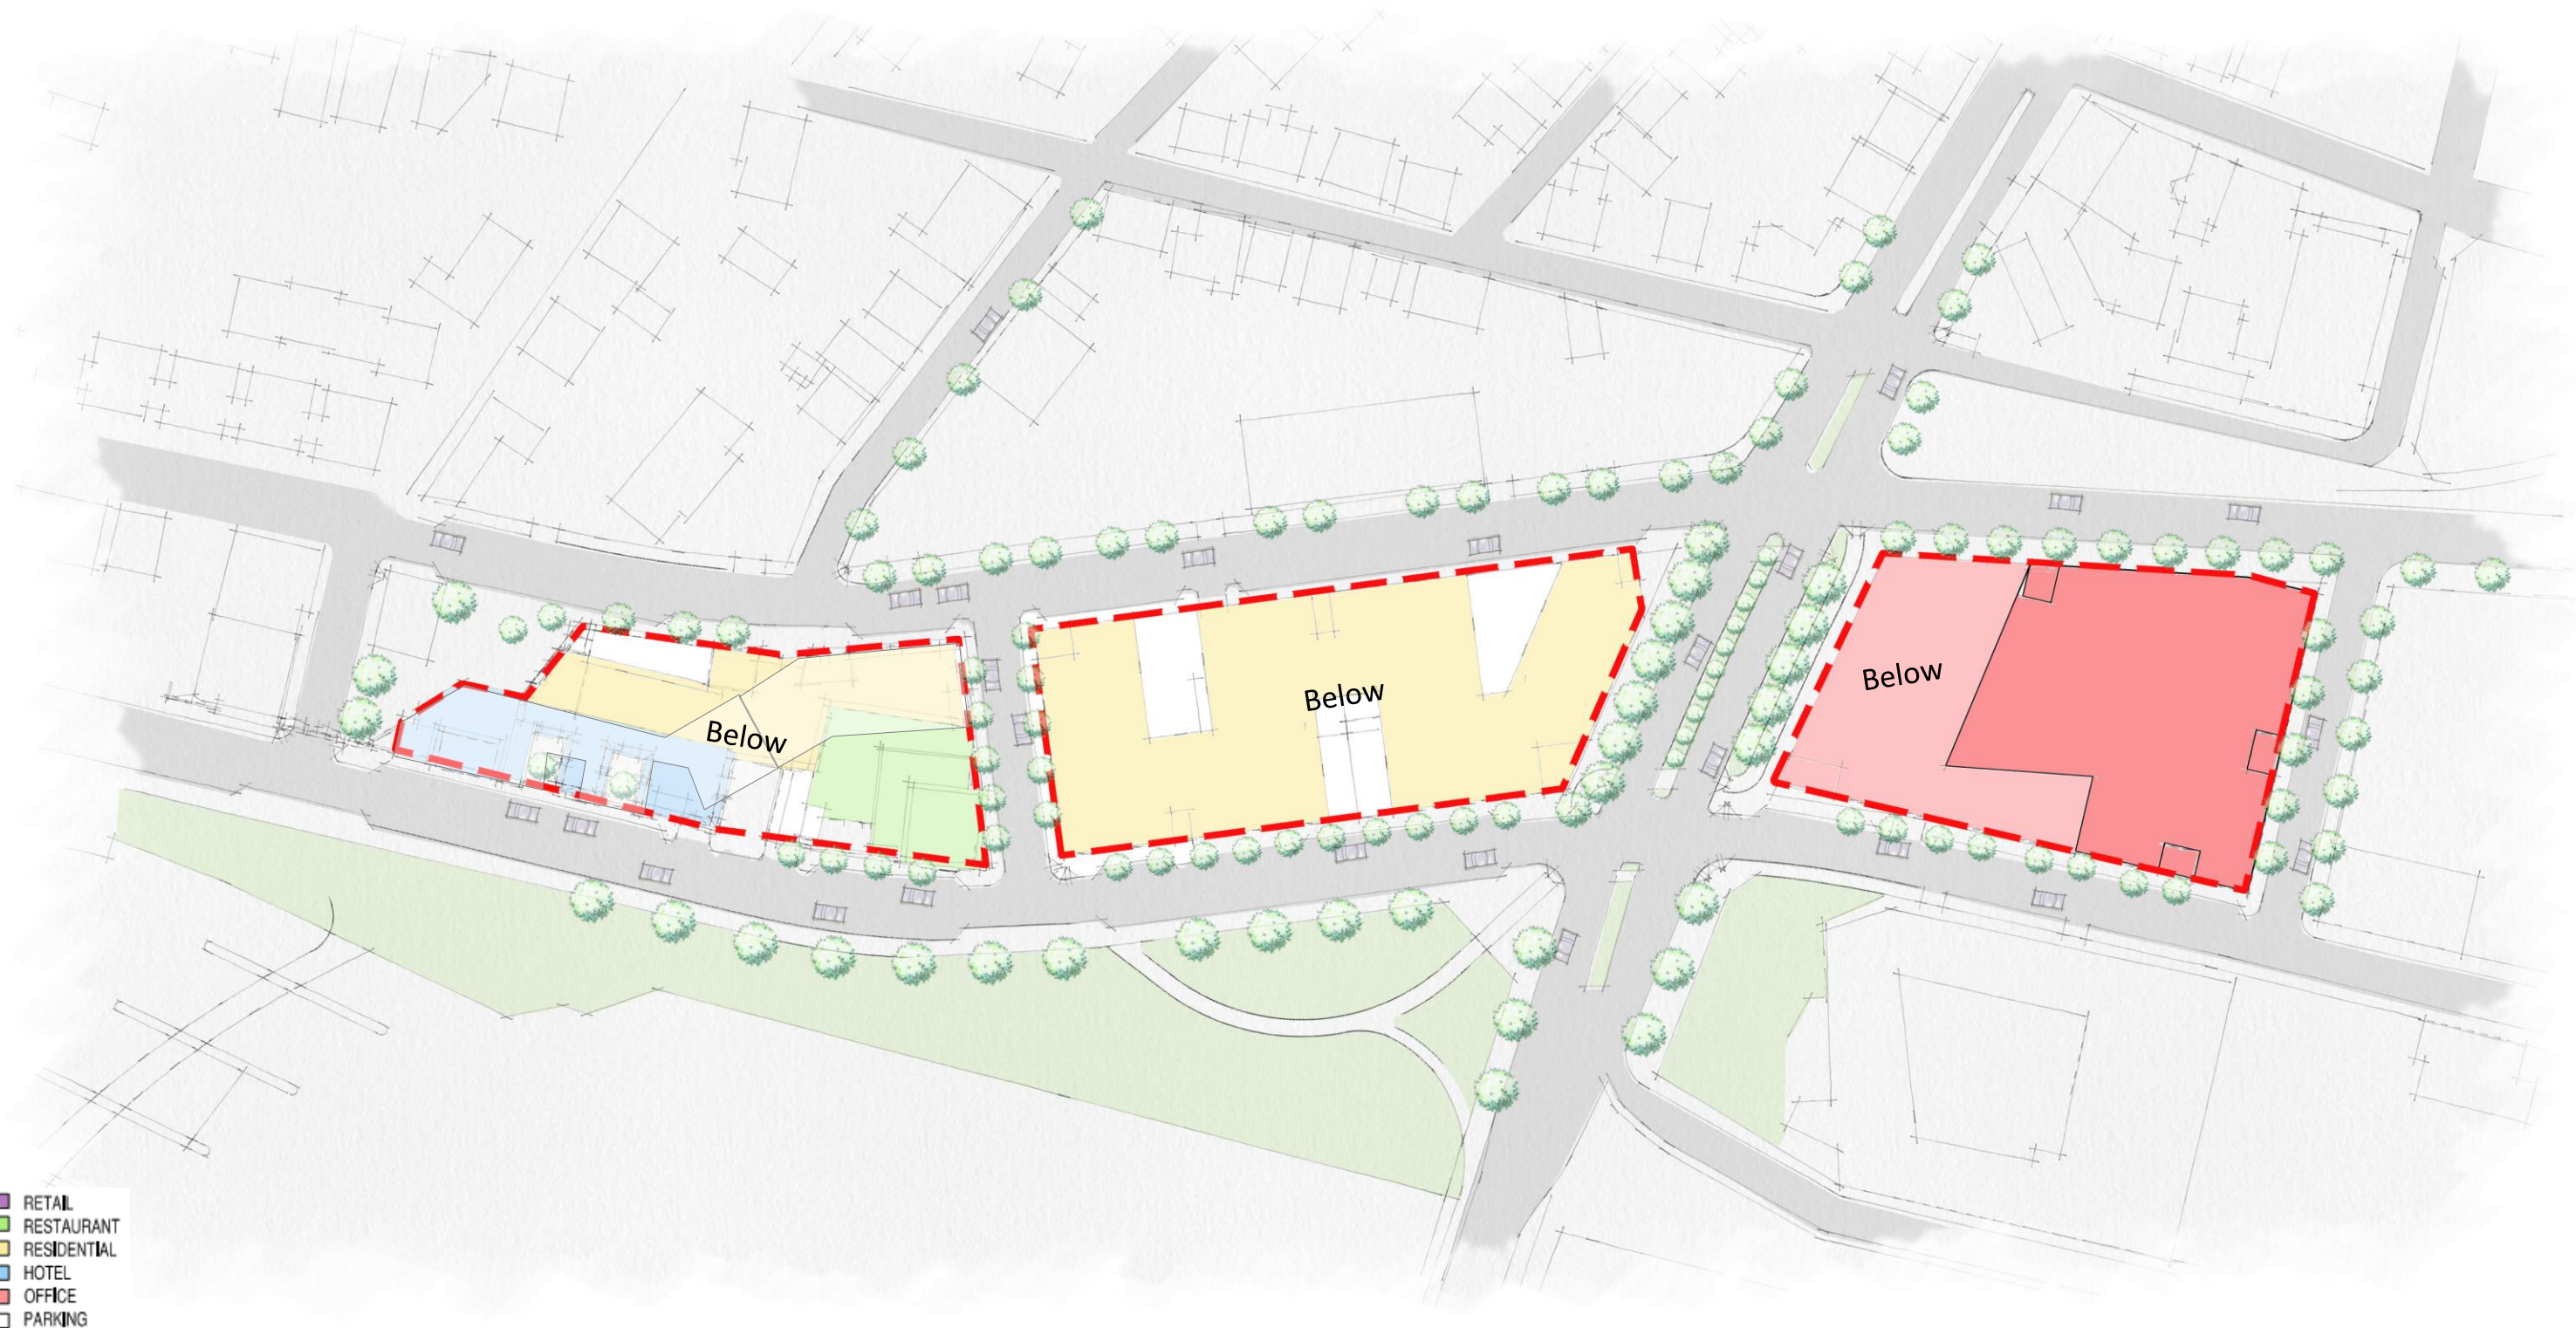 Below
Below
Below
RETAIL
RESTAURANT
RESIDENTIAL
HOTEL
OFFICE
PARKING